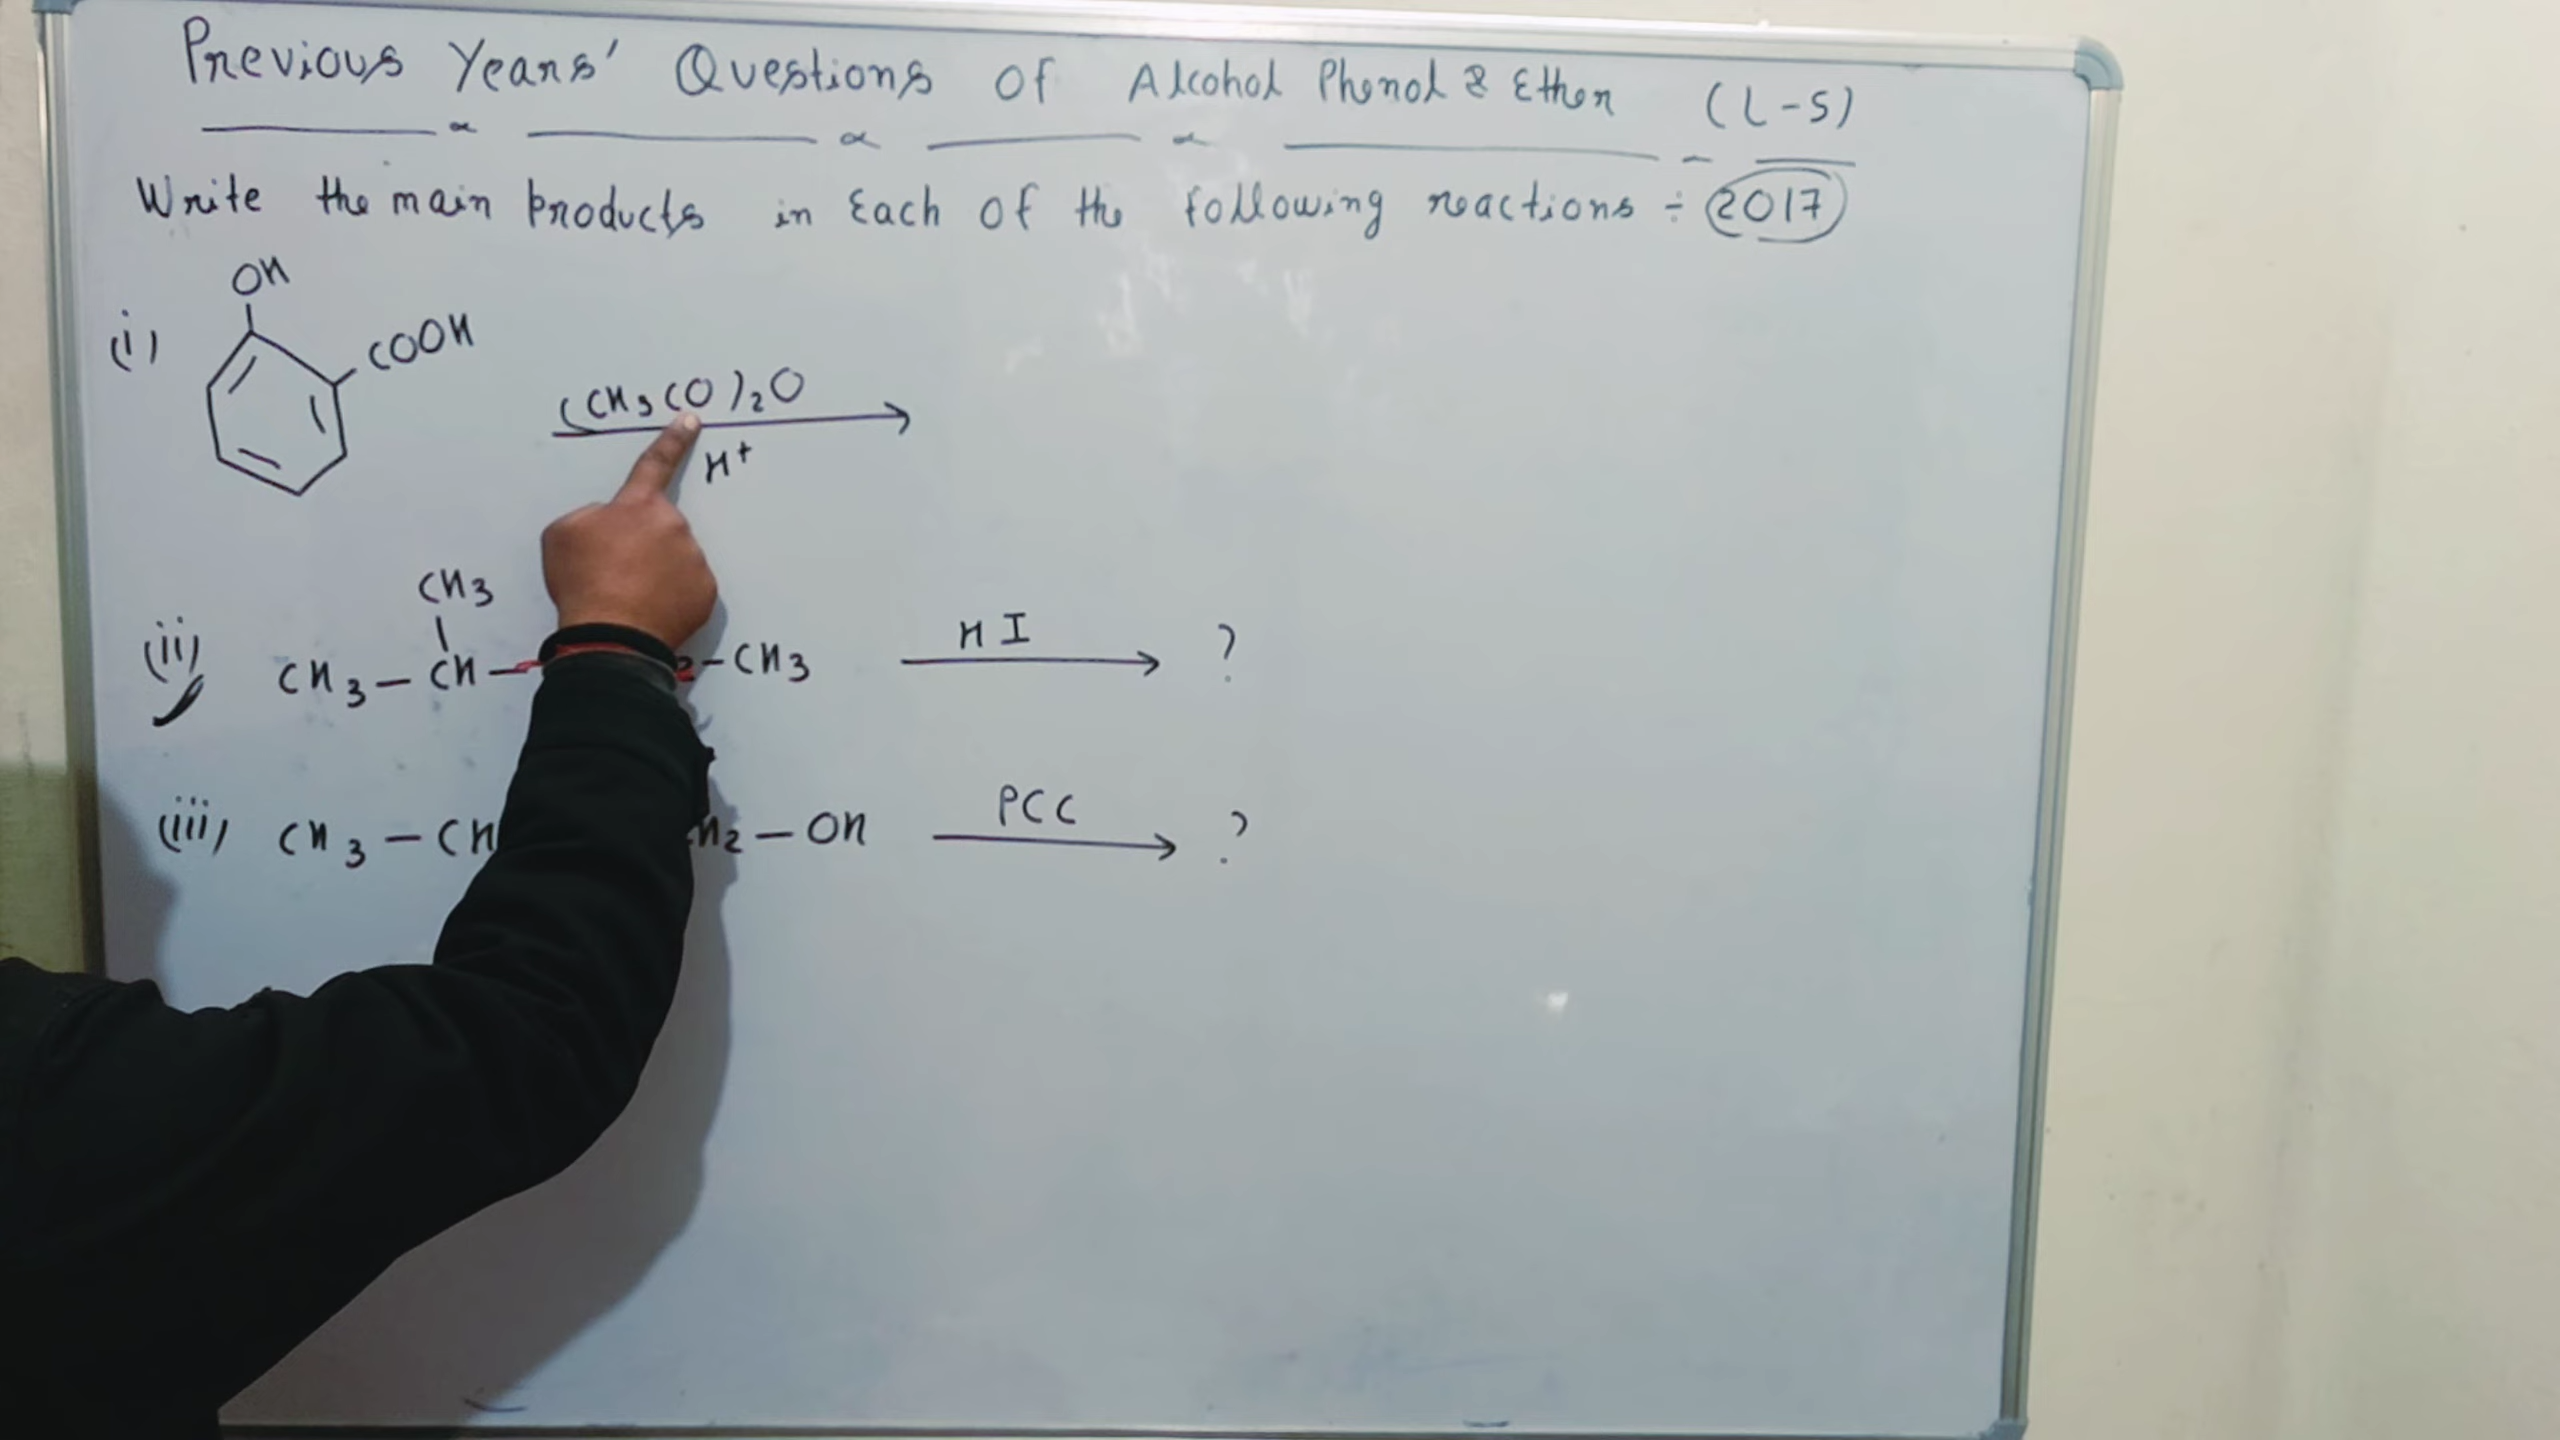 Previous Years' Questions Of Alcohol Phenol & Ether (L-S)
Write the main products in Each of the following reactions ÷ 2017
(i) OH COOH (CH3CO)2O H+
(ii) CH3 CH3-CH- 2-CH3 HI ?
(iii) CH3-CH H2-OH PCC ?